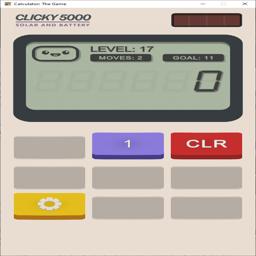 Calculator: The Game
CLICKY 5000
SOLAR AND BATTERY
LEVEL: 17
MOVES: 2 GOAL: 11
0
1 CLR